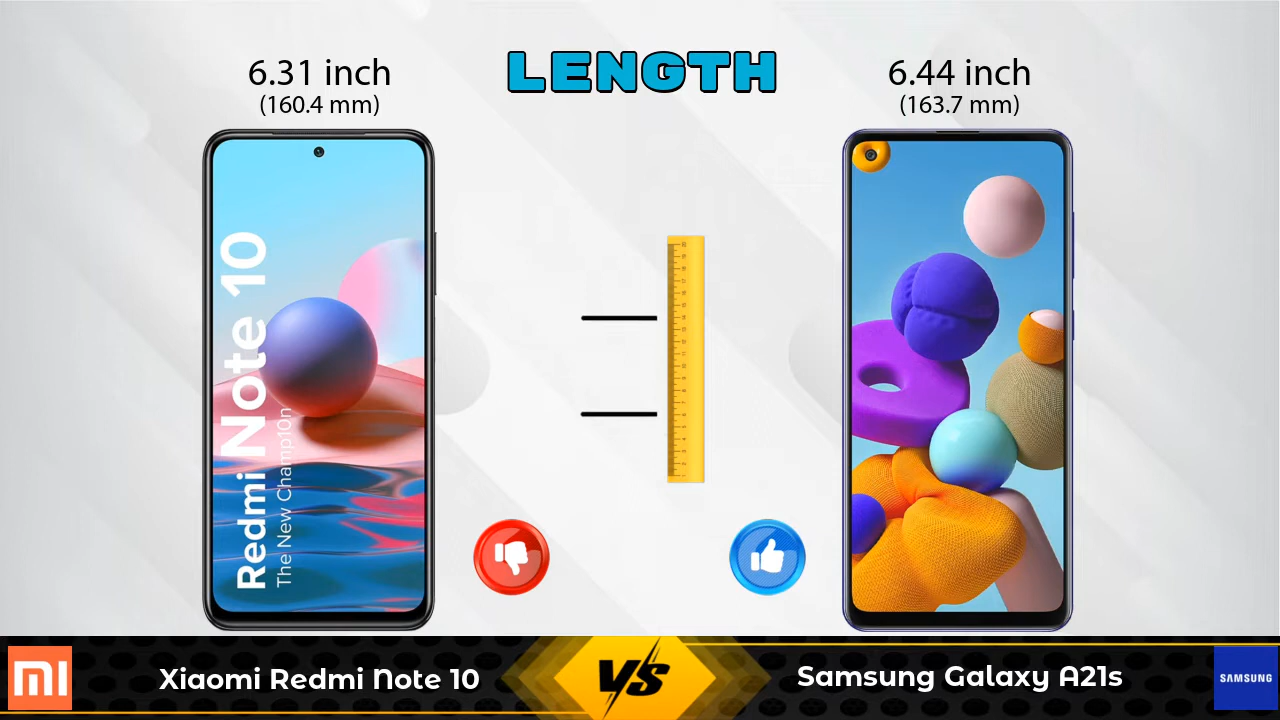 LENGTH
6.31 inch
(160.4 mm)
6.44 inch
(163.7 mm)
Redmi Note 10
The New Champ10n
mi
Xiaomi Redmi Note 10
VS
Samsung Galaxy A21s
SAMSUNG